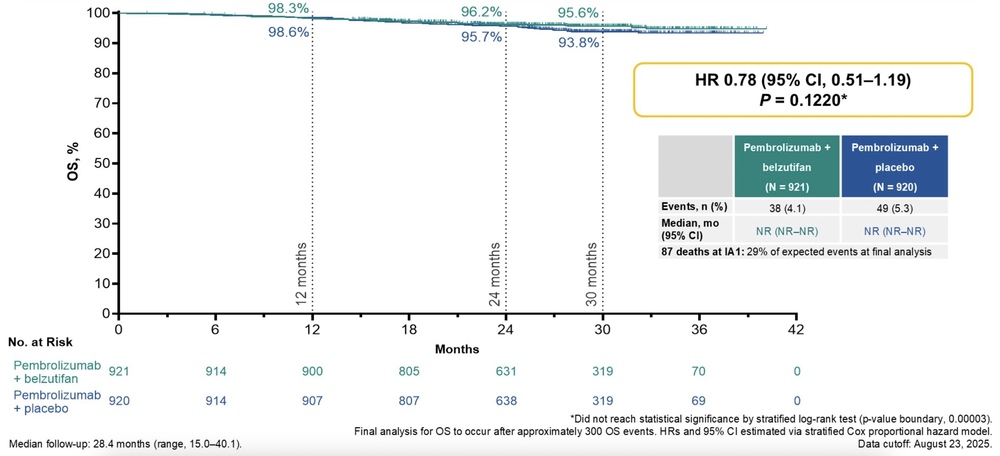 98.3%
96.2%
95.6%
100
98.6%
95.7%
93.8%
90
80
70
60
50
40
30
20
10
0
OS, %
12 months
24 months
30 months
HR 0.78 (95% CI, 0.51–1.19)
P = 0.1220*
Pembrolizumab +
belzutifan
(N = 921)
Pembrolizumab +
placebo
(N = 920)
Events, n (%) 38 (4.1) 49 (5.3)
Median, mo
(95% CI)
NR (NR–NR) NR (NR–NR)
87 deaths at IA1: 29% of expected events at final analysis
0 6 12 18 24 30 36 42
No. at Risk
Months
Pembrolizumab
+ belzutifan
921 914 900 805 631 319 70 0
Pembrolizumab
+ placebo
920 914 907 807 638 319 69 0
*Did not reach statistical significance by stratified log-rank test (p-value boundary, 0.00003).
Final analysis for OS to occur after approximately 300 OS events. HRs and 95% CI estimated via stratified Cox proportional hazard model.
Median follow-up: 28.4 months (range, 15.0–40.1).
Data cutoff: August 23, 2025.